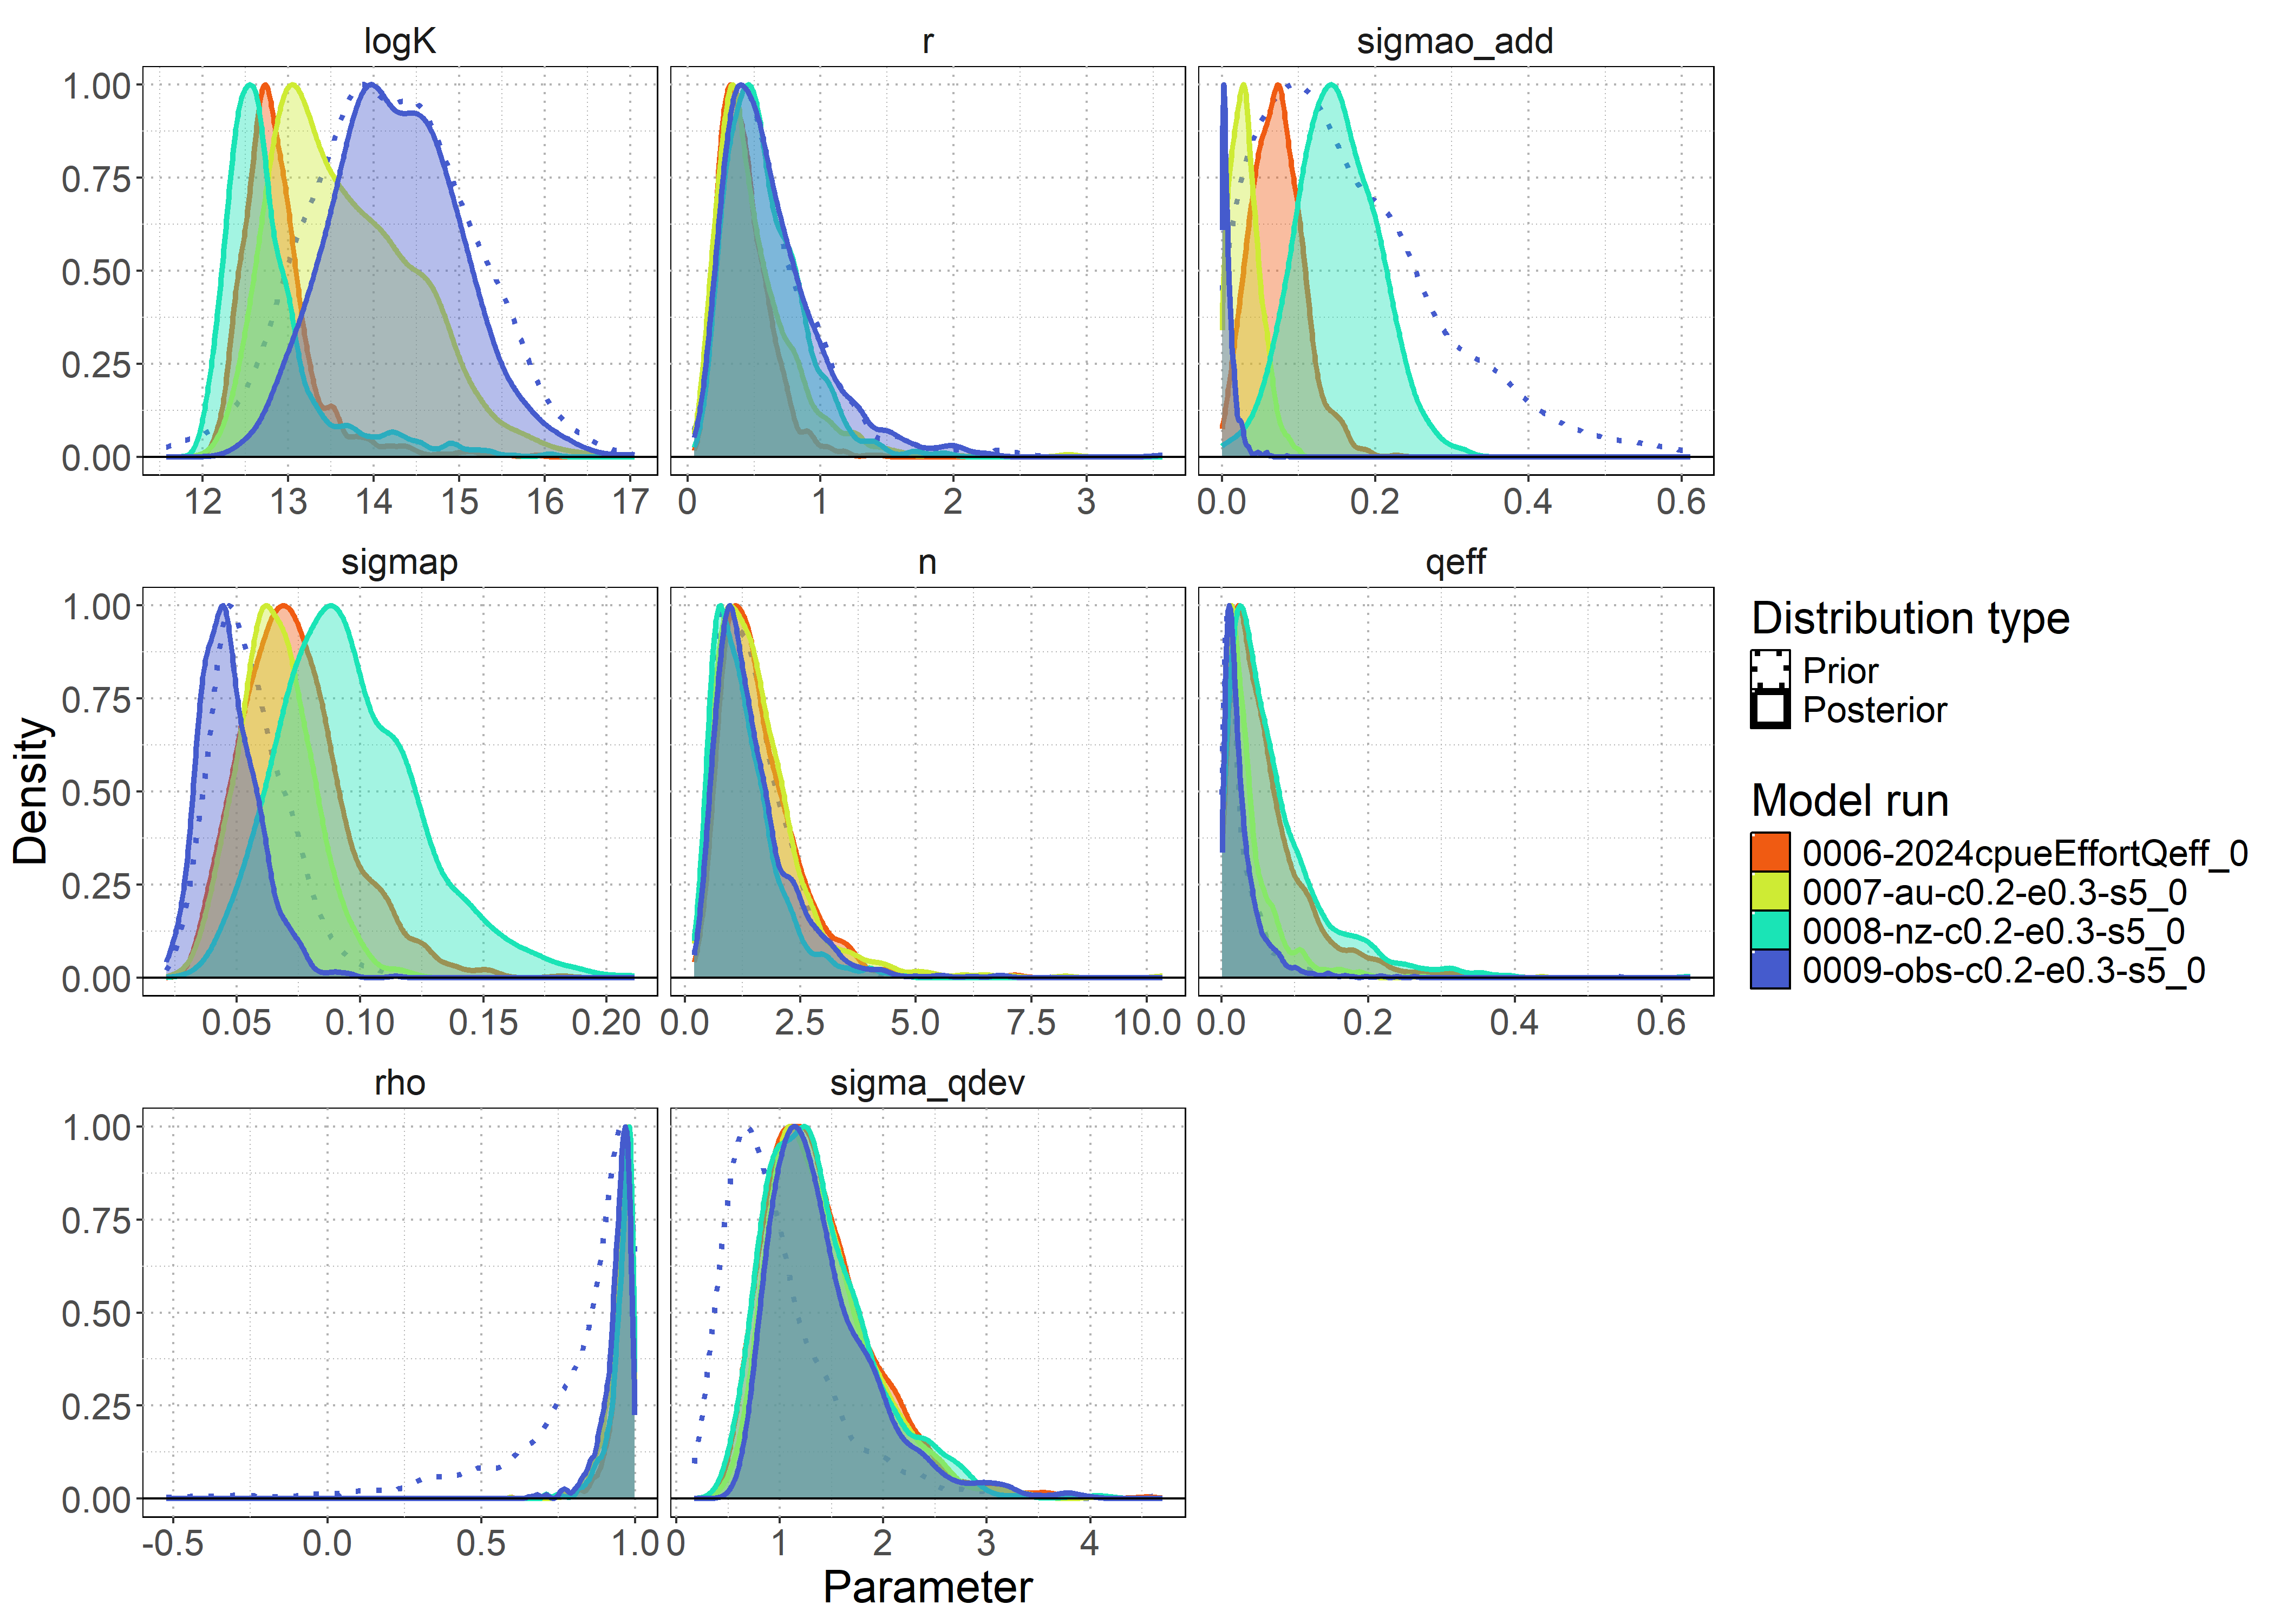 logK
r
sigmao_add
1.00
0.75
0.50
0.25
0.00
12 13 14 15 16 17
0 1 2 3
0.0 0.2 0.4 0.6
sigmap
n
qeff
1.00
0.75
0.50
0.25
0.00
0.05 0.10 0.15 0.20
0.0 2.5 5.0 7.5 10.0
0.0 0.2 0.4 0.6
rho
sigma_qdev
1.00
0.75
0.50
0.25
0.00
-0.5 0.0 0.5 1.0
0 1 2 3 4
Density
Parameter
Distribution type
Prior
Posterior
Model run
0006-2024cpueEffortQeff_0
0007-au-c0.2-e0.3-s5_0
0008-nz-c0.2-e0.3-s5_0
0009-obs-c0.2-e0.3-s5_0